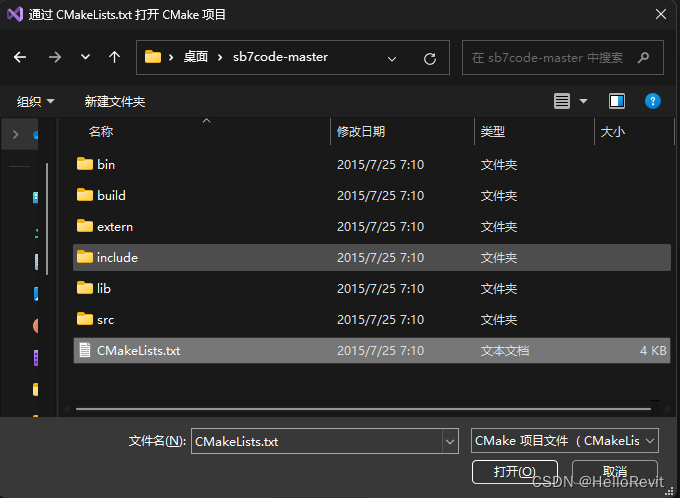 通过 CMakeLists.txt 打开 CMake 项目
桌面 sb7code-master
在 sb7code-master 中搜索
组织 新建文件夹
名称 修改日期 类型 大小
bin 2015/7/25 7:10 文件夹
build 2015/7/25 7:10 文件夹
extern 2015/7/25 7:10 文件夹
include 2015/7/25 7:10 文件夹
lib 2015/7/25 7:10 文件夹
src 2015/7/25 7:10 文件夹
CMakeLists.txt 2015/7/25 7:10 文本文档 4 KB
文件名(N): CMakeLists.txt CMake 项目文件（CMakeLis
打开(O) 取消
CSDN @HelloRevit